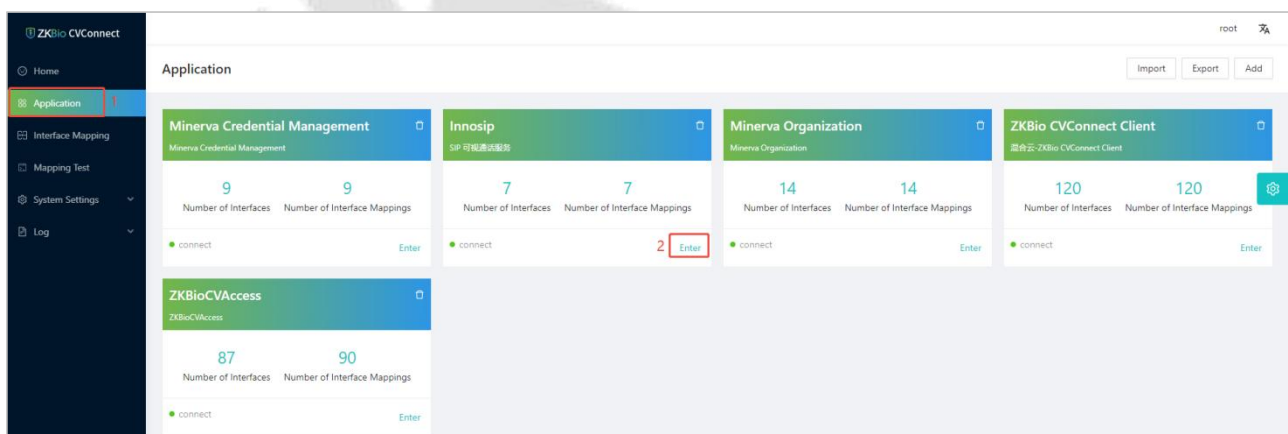 ZKBio CVConnect
root
Home
Application 1
Interface Mapping
Mapping Test
System Settings
Log
Application
Import Export Add
Minerva Credential Management
Minerva Credential Management
9 9
Number of Interfaces Number of Interface Mappings
connect Enter
Innosip
SIP 可视通话服务
7 7
Number of Interfaces Number of Interface Mappings
connect 2 Enter
Minerva Organization
Minerva Organization
14 14
Number of Interfaces Number of Interface Mappings
connect Enter
ZKBio CVConnect Client
混合云-ZKBio CVConnect Client
120 120
Number of Interfaces Number of Interface Mappings
connect Enter
ZKBioCVAccess
ZKBioCVAccess
87 90
Number of Interfaces Number of Interface Mappings
connect Enter